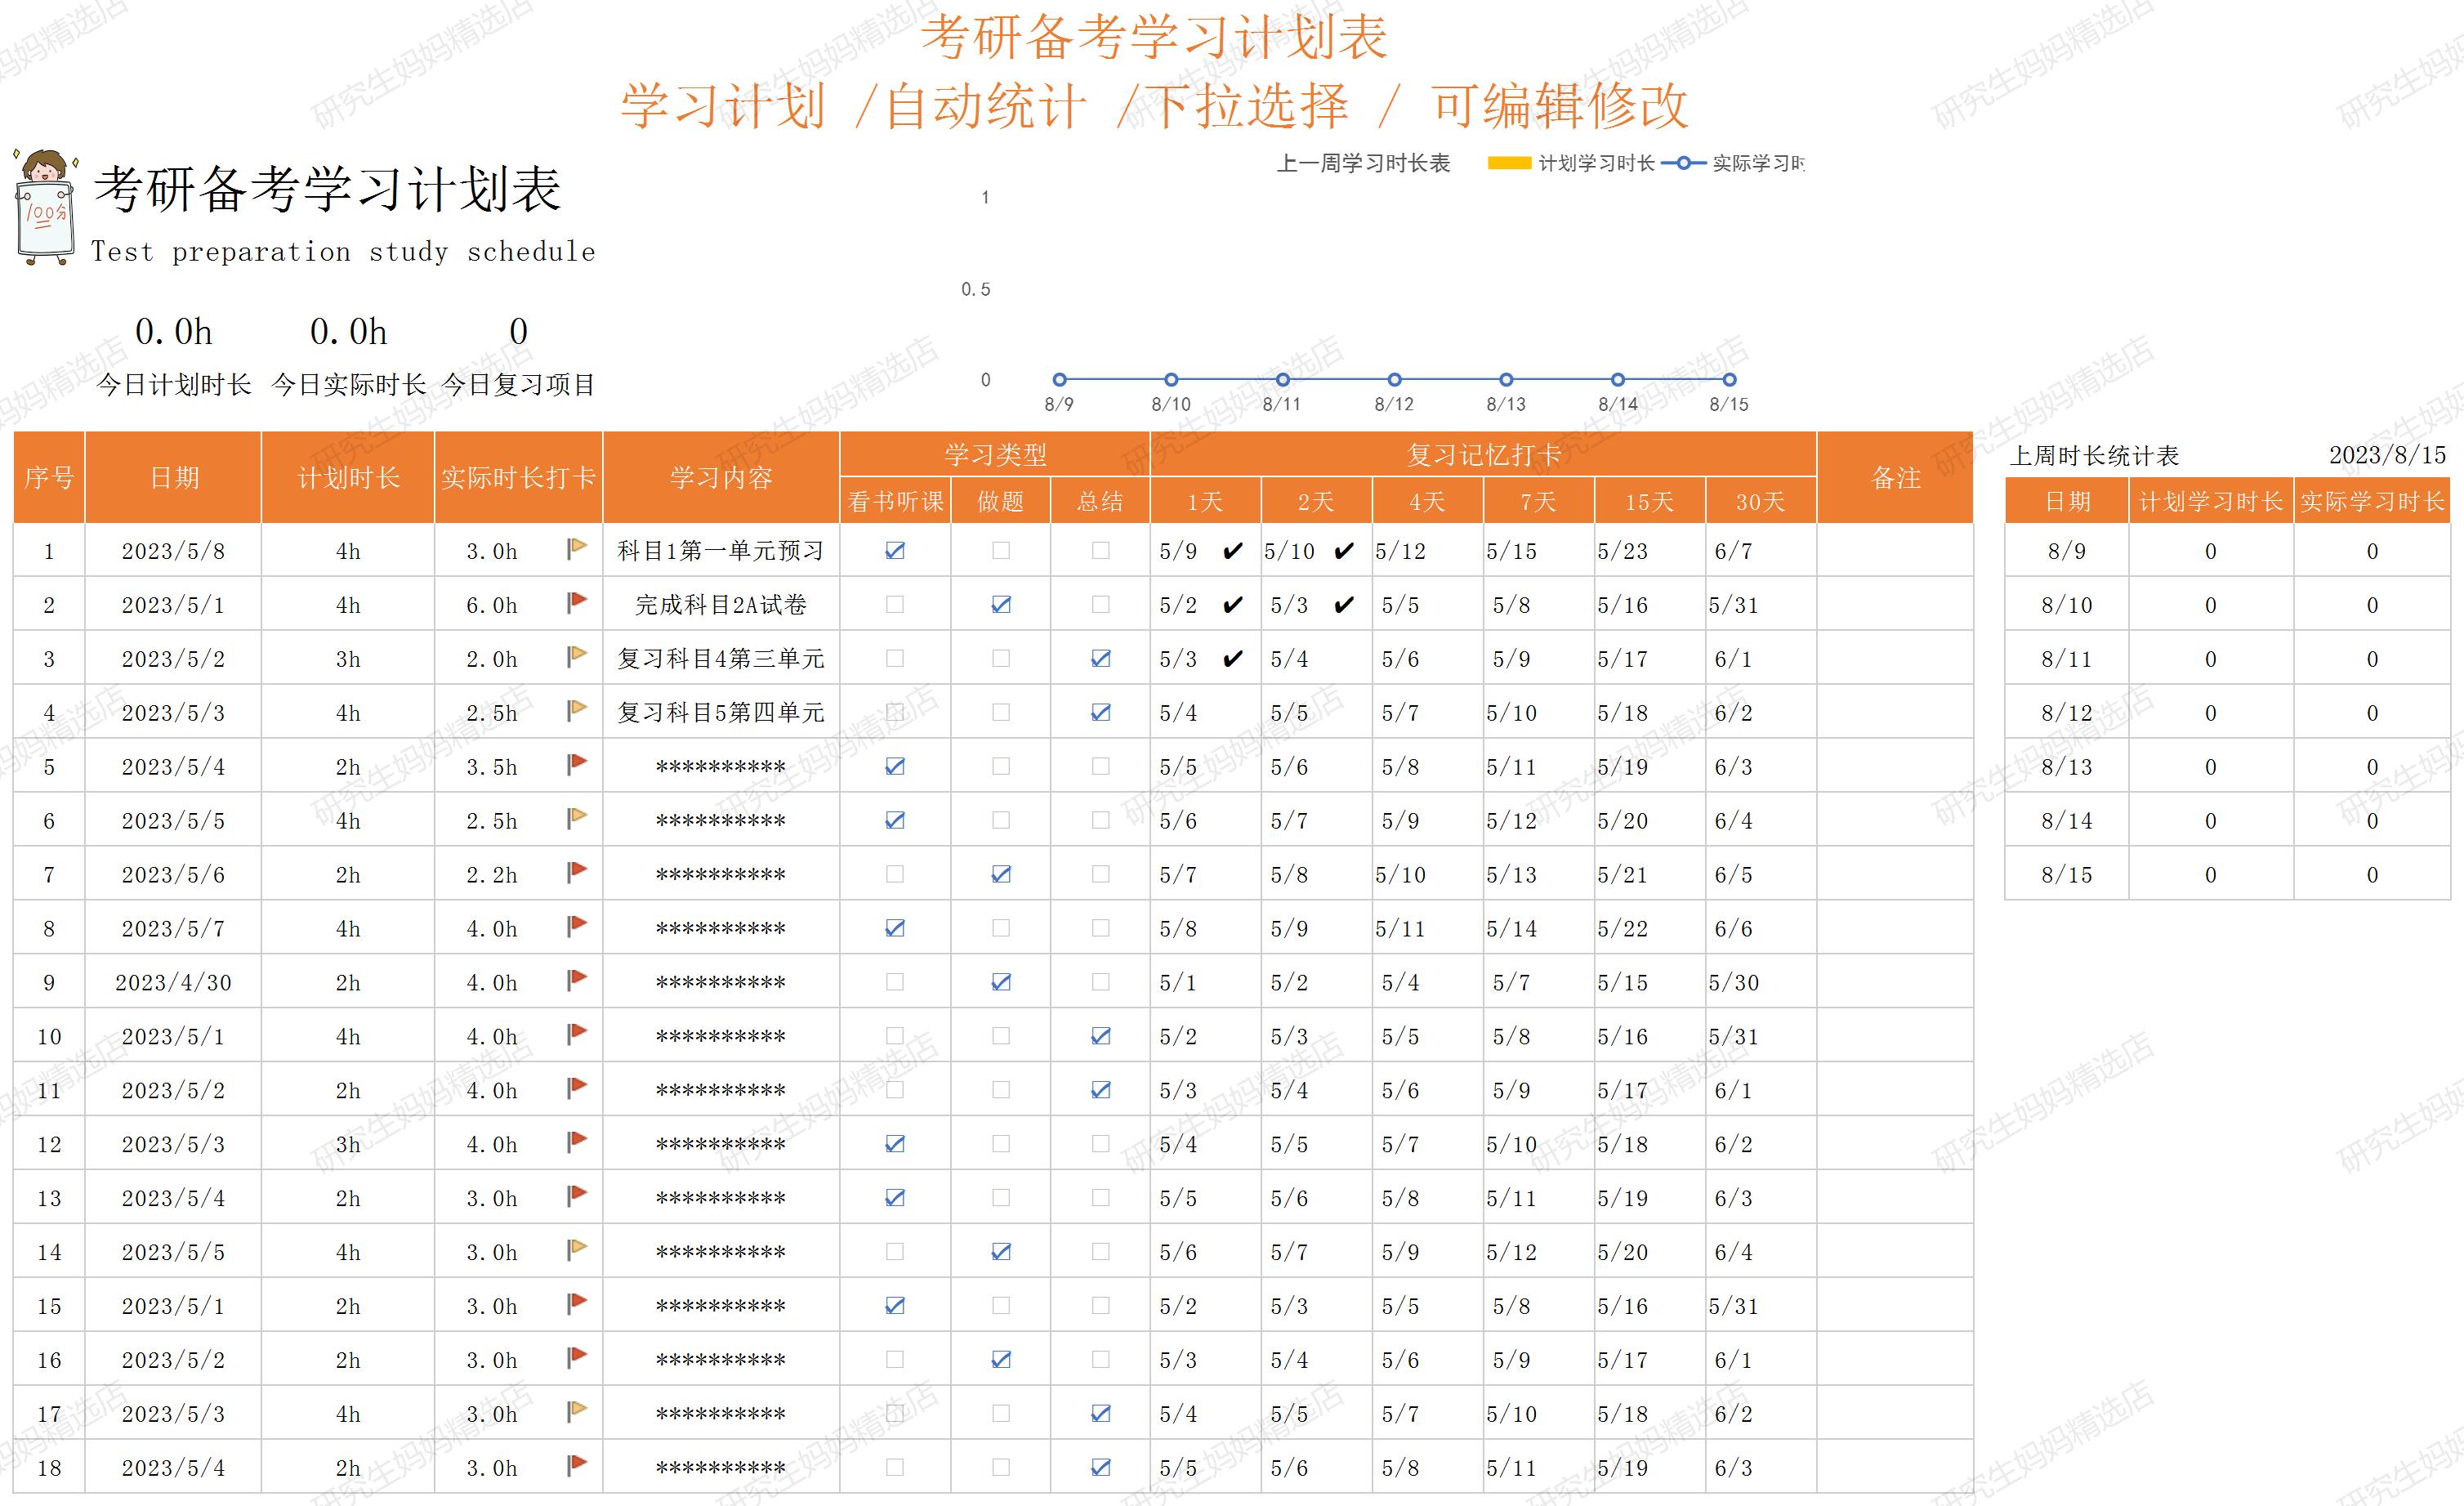 考研备考学习计划表
学习计划 /自动统计 /下拉选择 / 可编辑修改
100分
考研备考学习计划表
Test preparation study schedule
0.0h 0.0h 0
今日计划时长 今日实际时长 今日复习项目
上一周学习时长表 计划学习时长 实际学习时
1
0.5
0
8/9 8/10 8/11 8/12 8/13 8/14 8/15
序号 日期 计划时长 实际时长打卡 学习内容 学习类型 复习记忆打卡 备注
看书听课 做题 总结 1天 2天 4天 7天 15天 30天
1 2023/5/8 4h 3.0h 科目1第一单元预习 ☑ ☐ ☐ 5/9 ✔ 5/10 ✔ 5/12 5/15 5/23 6/7
2 2023/5/1 4h 6.0h 完成科目2A试卷 ☐ ☑ ☐ 5/2 ✔ 5/3 ✔ 5/5 5/8 5/16 5/31
3 2023/5/2 3h 2.0h 复习科目4第三单元 ☐ ☐ ☑ 5/3 ✔ 5/4 5/6 5/9 5/17 6/1
4 2023/5/3 4h 2.5h 复习科目5第四单元 ☐ ☐ ☑ 5/4 5/5 5/7 5/10 5/18 6/2
5 2023/5/4 2h 3.5h ********** ☑ ☐ ☐ 5/5 5/6 5/8 5/11 5/19 6/3
6 2023/5/5 4h 2.5h ********** ☑ ☐ ☐ 5/6 5/7 5/9 5/12 5/20 6/4
7 2023/5/6 2h 2.2h ********** ☐ ☑ ☐ 5/7 5/8 5/10 5/13 5/21 6/5
8 2023/5/7 4h 4.0h ********** ☑ ☐ ☐ 5/8 5/9 5/11 5/14 5/22 6/6
9 2023/4/30 2h 4.0h ********** ☐ ☑ ☐ 5/1 5/2 5/4 5/7 5/15 5/30
10 2023/5/1 4h 4.0h ********** ☐ ☐ ☑ 5/2 5/3 5/5 5/8 5/16 5/31
11 2023/5/2 2h 4.0h ********** ☐ ☐ ☑ 5/3 5/4 5/6 5/9 5/17 6/1
12 2023/5/3 3h 4.0h ********** ☑ ☐ ☐ 5/4 5/5 5/7 5/10 5/18 6/2
13 2023/5/4 2h 3.0h ********** ☑ ☐ ☐ 5/5 5/6 5/8 5/11 5/19 6/3
14 2023/5/5 4h 3.0h ********** ☐ ☑ ☐ 5/6 5/7 5/9 5/12 5/20 6/4
15 2023/5/1 2h 3.0h ********** ☑ ☐ ☐ 5/2 5/3 5/5 5/8 5/16 5/31
16 2023/5/2 2h 3.0h ********** ☐ ☑ ☐ 5/3 5/4 5/6 5/9 5/17 6/1
17 2023/5/3 4h 3.0h ********** ☐ ☐ ☑ 5/4 5/5 5/7 5/10 5/18 6/2
18 2023/5/4 2h 3.0h ********** ☐ ☐ ☑ 5/5 5/6 5/8 5/11 5/19 6/3
上周时长统计表 2023/8/15
日期 计划学习时长 实际学习时长
8/9 0 0
8/10 0 0
8/11 0 0
8/12 0 0
8/13 0 0
8/14 0 0
8/15 0 0
研究生妈妈精选店